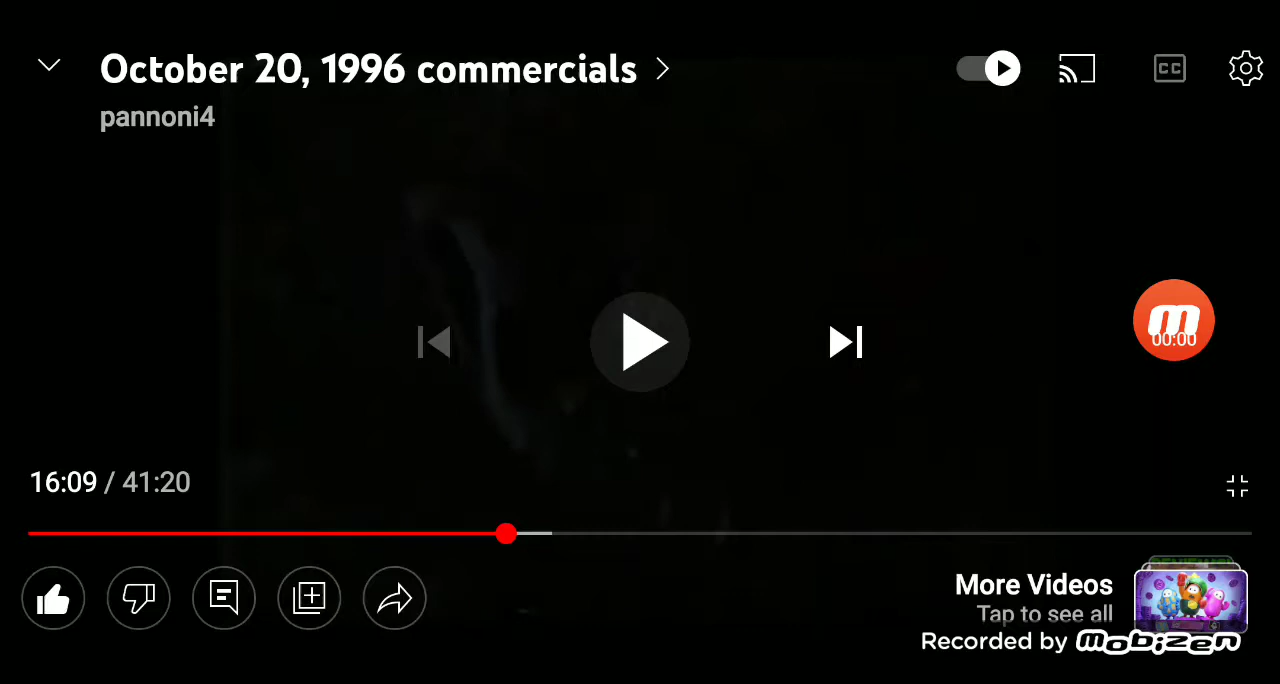 October 20, 1996 commercials
pannoni4
CC
00:00
16:09 / 41:20
More Videos
Tap to see all
Recorded by mobizen